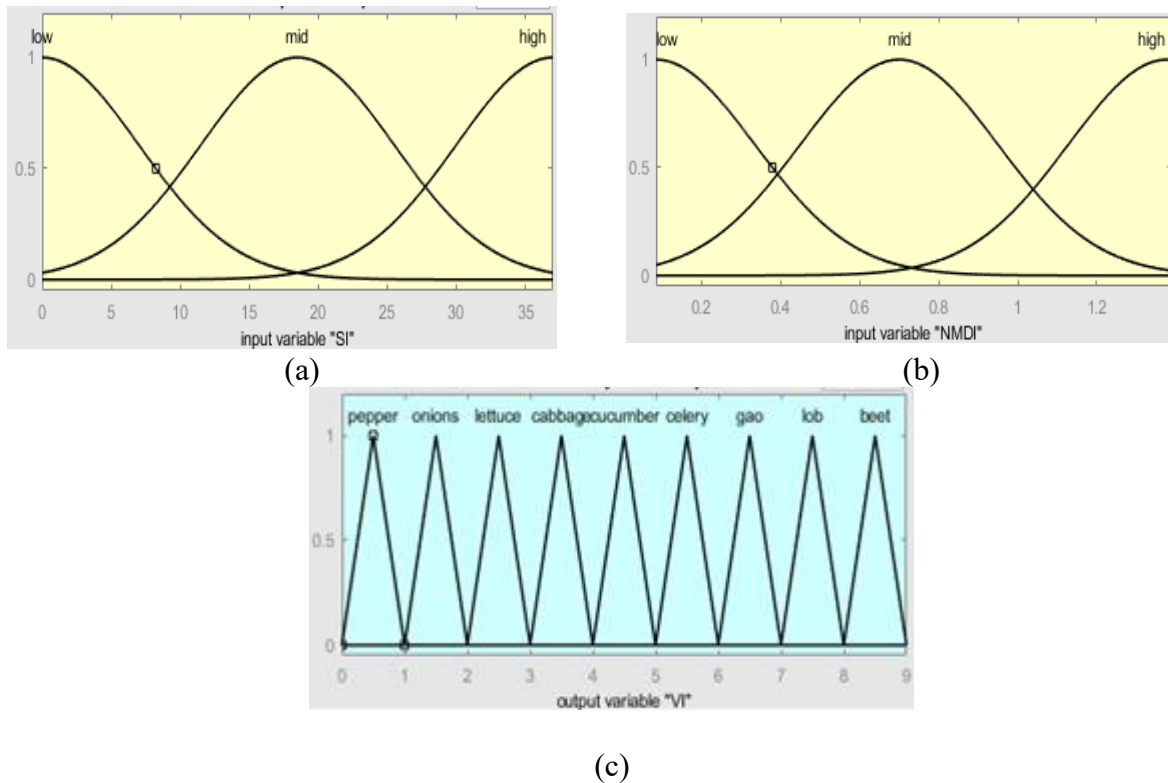 low mid high
1
0.5
0
0 5 10 15 20 25 30 35
input variable "SI"
(a)
low mid high
1
0.5
0
0.2 0.4 0.6 0.8 1 1.2
input variable "NMDI"
(b)
pepper onions lettuce cabbage cucumber celery gao lob beet
1
0.5
0
0 1 2 3 4 5 6 7 8 9
output variable "VI"
(c)